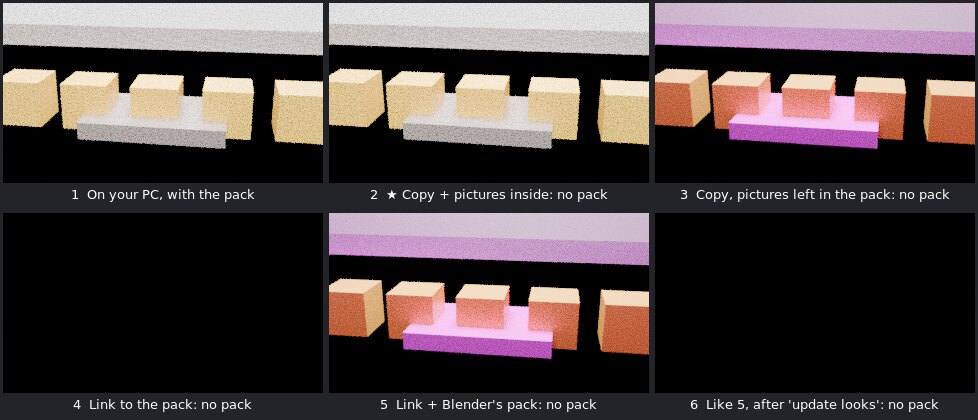 1 On your PC, with the pack
2 ★ Copy + pictures inside: no pack
3 Copy, pictures left in the pack: no pack
4 Link to the pack: no pack
5 Link + Blender's pack: no pack
6 Like 5, after 'update looks': no pack